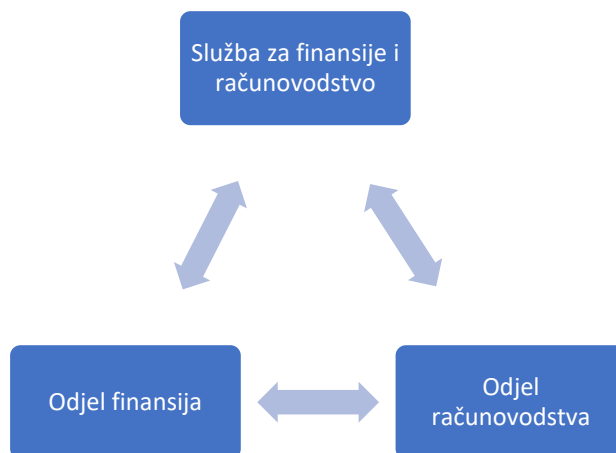 Služba za finansije i
računovodstvo
Odjel finansija
Odjel
računovodstva